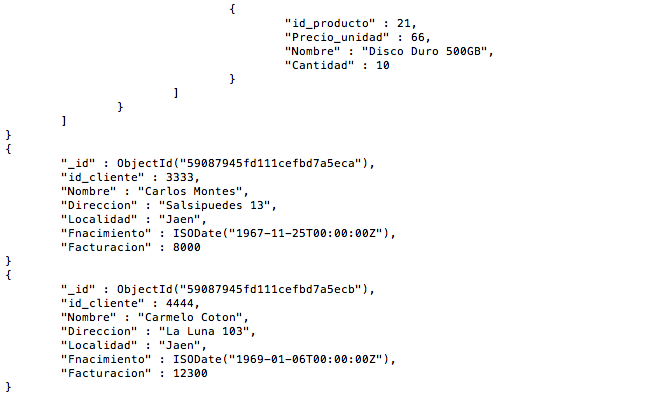 {
"id_producto" : 21,
"Precio_unidad" : 66,
"Nombre" : "Disco Duro 500GB",
"Cantidad" : 10
}
]
}
]
}
{
"_id" : ObjectId("59087945fd111cefbd7a5eca"),
"id_cliente" : 3333,
"Nombre" : "Carlos Montes",
"Direccion" : "Salsipuedes 13",
"Localidad" : "Jaen",
"Fnacimiento" : ISODate("1967-11-25T00:00:00Z"),
"Facturacion" : 8000
}
{
"_id" : ObjectId("59087945fd111cefbd7a5ecb"),
"id_cliente" : 4444,
"Nombre" : "Carmelo Coton",
"Direccion" : "La Luna 103",
"Localidad" : "Jaen",
"Fnacimiento" : ISODate("1969-01-06T00:00:00Z"),
"Facturacion" : 12300
}